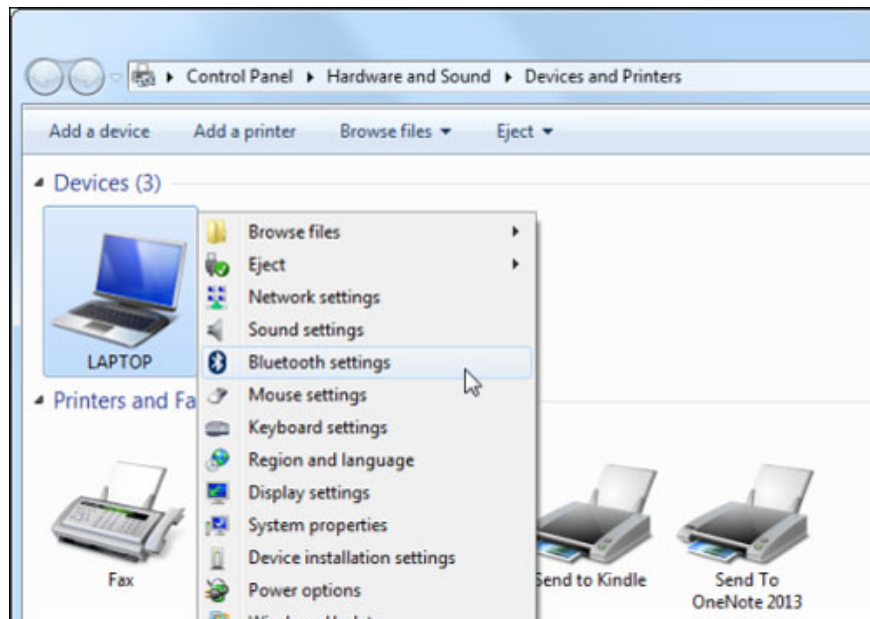 Control Panel Hardware and Sound Devices and Printers
Add a device Add a printer Browse files Eject
Devices (3)
LAPTOP
Browse files
Eject
Network settings
Sound settings
Bluetooth settings
Mouse settings
Keyboard settings
Region and language
Display settings
System properties
Device installation settings
Power options
Printers and Fa
Fax
Send to Kindle
Send To
OneNote 2013